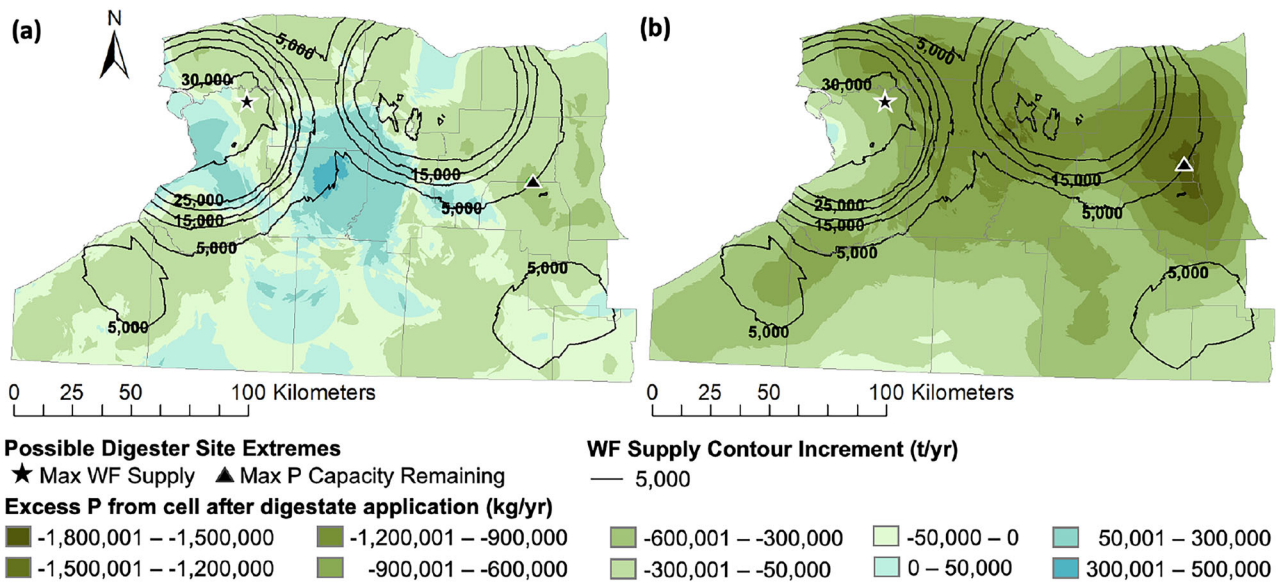 (a)
N
5,000
30,000
15,000
25,000
15,000
5,000
5,000
5,000
5,000
0 25 50 100 Kilometers
(b)
5,000
30,000
15,000
25,000
15,000
5,000
5,000
5,000
5,000
0 25 50 100 Kilometers
Possible Digester Site Extremes
Max WF Supply Max P Capacity Remaining
WF Supply Contour Increment (t/yr)
5,000
Excess P from cell after digestate application (kg/yr)
-1,800,001 – -1,500,000 -1,200,001 – -900,000 -600,001 – -300,000 -50,000 – 0 50,001 – 300,000
-1,500,001 – -1,200,000 -900,001 – -600,000 -300,001 – -50,000 0 – 50,000 300,001 – 500,000